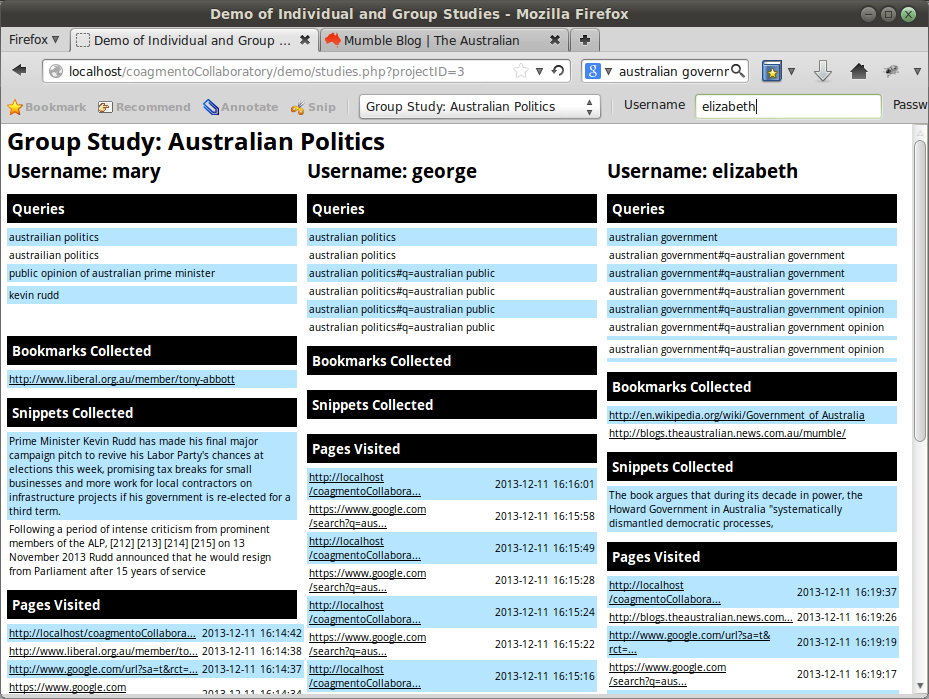 Demo of Individual and Group Studies - Mozilla Firefox
Firefox
Demo of Individual and Group ...
Mumble Blog | The Australian
localhost/coagmentoCollaboratory/demo/studies.php?projectID=3
australian governr
Bookmark
Recommend
Annotate
Snip
Group Study: Australian Politics
Username
elizabeth
Passw
Group Study: Australian Politics
Username: mary
Queries
austrailian politics
austrailian politics
public opinion of australian prime minister
kevin rudd
Bookmarks Collected
http://www.liberal.org.au/member/tony-abbott
Snippets Collected
Prime Minister Kevin Rudd has made his final major
campaign pitch to revive his Labor Party's chances at
elections this week, promising tax breaks for small
businesses and more work for local contractors on
infrastructure projects if his government is re-elected for a
third term.
Following a period of intense criticism from prominent
members of the ALP, [212] [213] [214] [215] on 13
November 2013 Rudd announced that he would resign
from Parliament after 15 years of service
Pages Visited
http://localhost/coagmentoCollabora... 2013-12-11 16:14:42
http://www.liberal.org.au/member/to... 2013-12-11 16:14:38
http://www.google.com/url?sa=t&rct=... 2013-12-11 16:14:37
https://www.google.com 2013-12-11 16:14:34
Username: george
Queries
australian politics
australian politics
australian politics#q=australian public
australian politics#q=australian public
australian politics#q=australian public
australian politics#q=australian public
Bookmarks Collected
Snippets Collected
Pages Visited
http://localhost
/coagmentoCollabora... 2013-12-11 16:16:01
https://www.google.com
/search?q=aus... 2013-12-11 16:15:58
http://localhost
/coagmentoCollabora... 2013-12-11 16:15:49
https://www.google.com
/search?q=aus... 2013-12-11 16:15:28
http://localhost
/coagmentoCollabora... 2013-12-11 16:15:24
https://www.google.com
/search?q=aus... 2013-12-11 16:15:22
http://localhost
/coagmentoCollabora... 2013-12-11 16:15:16
Username: elizabeth
Queries
australian government
australian government#q=australian government
australian government#q=australian government
australian government#q=australian government
australian government#q=australian government opinion
australian government#q=australian government opinion
australian government#q=australian government opinion
Bookmarks Collected
http://en.wikipedia.org/wiki/Government_of_Australia
http://blogs.theaustralian.news.com.au/mumble/
Snippets Collected
The book argues that during its decade in power, the
Howard Government in Australia "systematically
dismantled democratic processes,
Pages Visited
http://localhost
/coagmentoCollabora... 2013-12-11 16:19:37
http://blogs.theaustralian.news.com... 2013-12-11 16:19:26
http://www.google.com/url?sa=t&
rct=... 2013-12-11 16:19:19
https://www.google.com
/search?q=aus... 2013-12-11 16:19:17